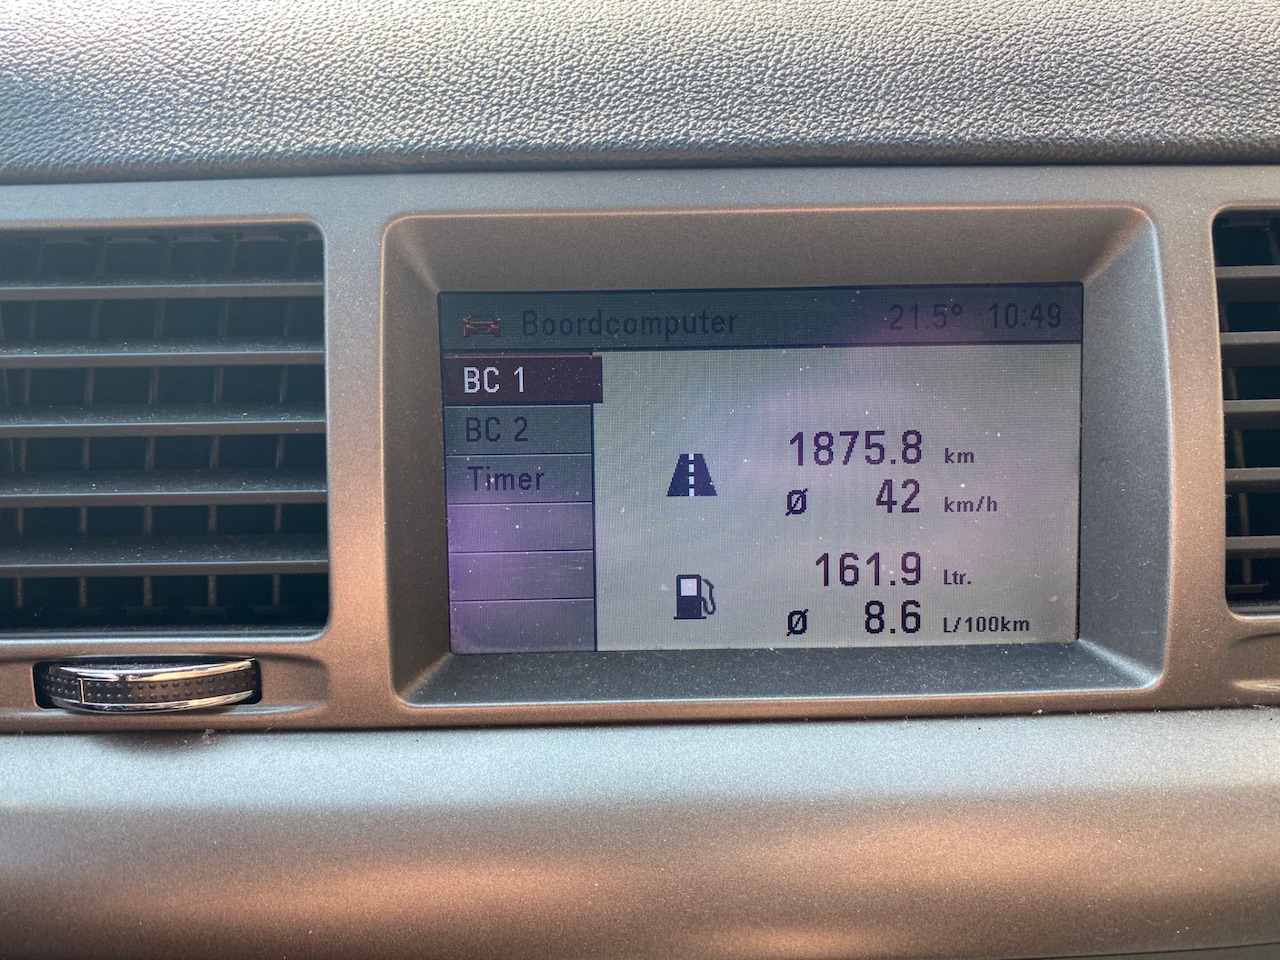 Boordcomputer 21.5° 10:49
BC 1
BC 2
Timer
1875.8 km
Ø 42 km/h
161.9 Ltr.
Ø 8.6 L/100km